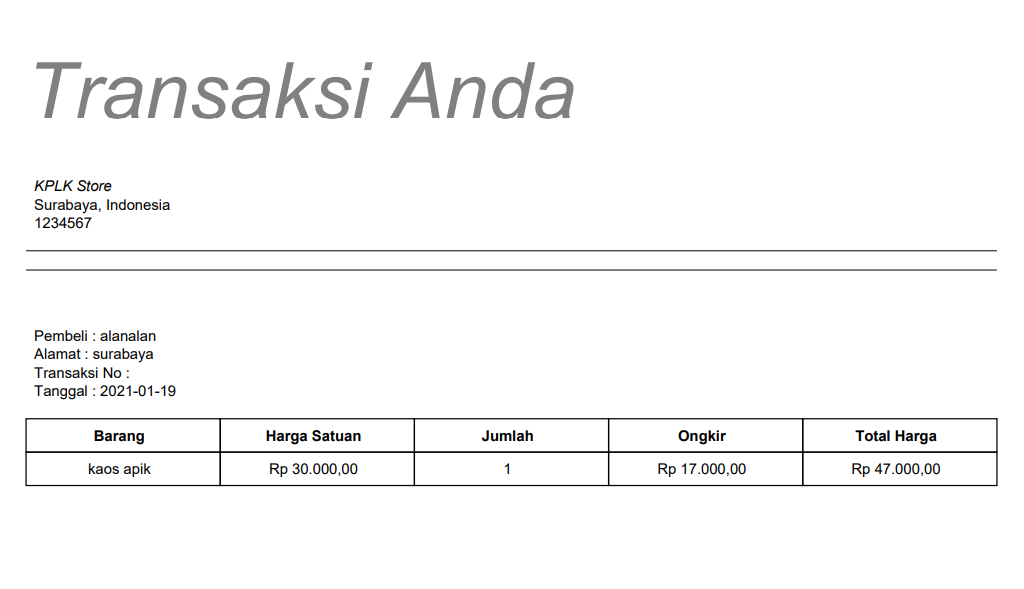 Transaksi Anda
KPLK Store
Surabaya, Indonesia
1234567
Pembeli : alanalan
Alamat : surabaya
Transaksi No :
Tanggal : 2021-01-19
Barang Harga Satuan Jumlah Ongkir Total Harga
kaos apik Rp 30.000,00 1 Rp 17.000,00 Rp 47.000,00